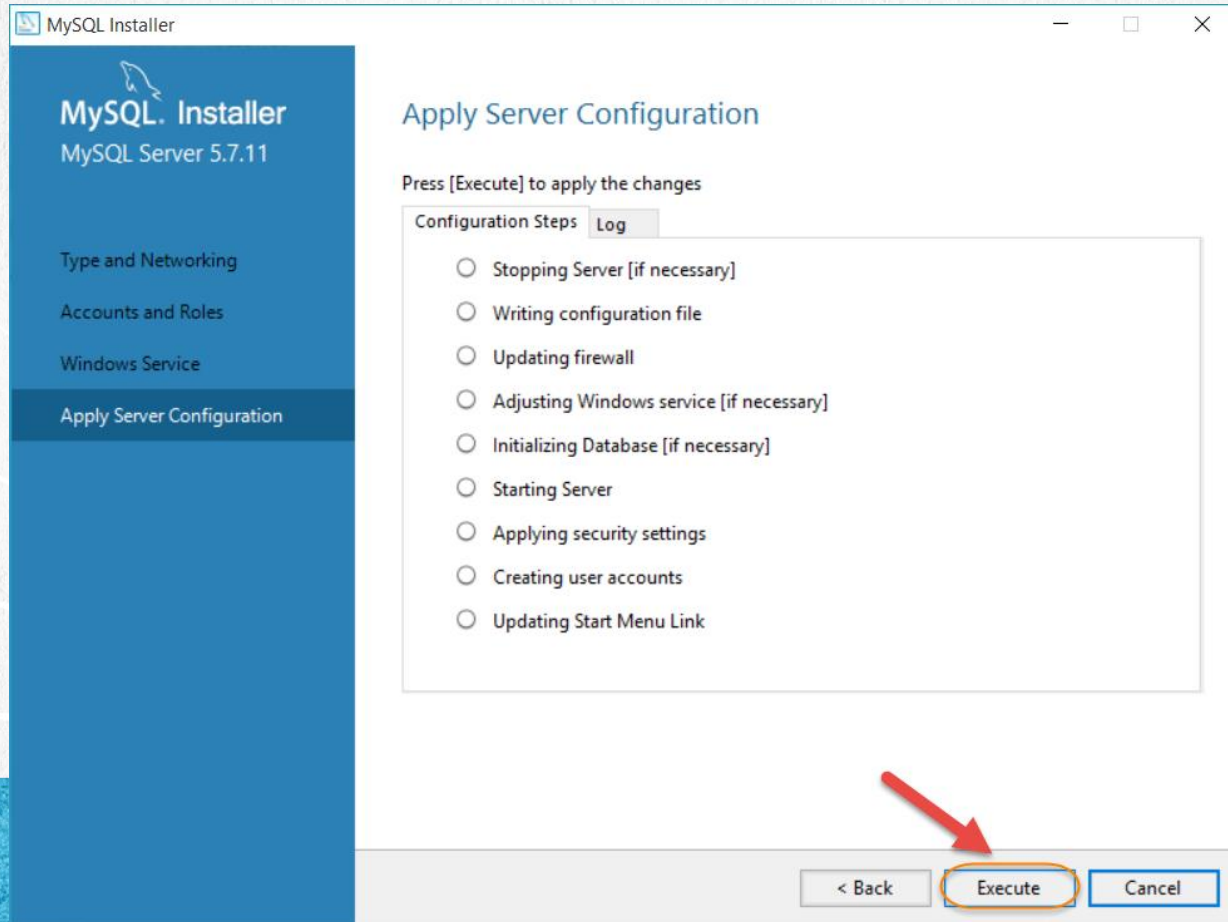 MySQL Installer
MySQL. Installer
MySQL Server 5.7.11
Type and Networking
Accounts and Roles
Windows Service
Apply Server Configuration
Apply Server Configuration
Press [Execute] to apply the changes
Configuration Steps Log
Stopping Server [if necessary]
Writing configuration file
Updating firewall
Adjusting Windows service [if necessary]
Initializing Database [if necessary]
Starting Server
Applying security settings
Creating user accounts
Updating Start Menu Link
< Back Execute Cancel